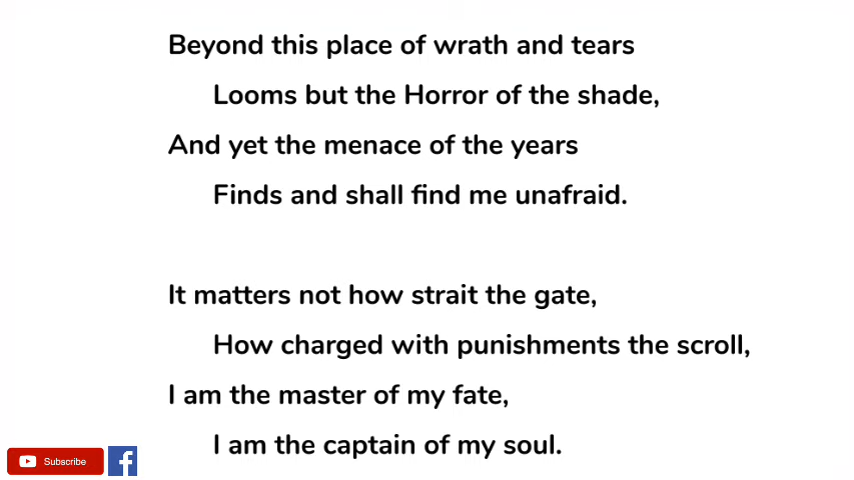 Beyond this place of wrath and tears
Looms but the Horror of the shade,
And yet the menace of the years
Finds and shall find me unafraid.
It matters not how strait the gate,
How charged with punishments the scroll,
I am the master of my fate,
I am the captain of my soul.
Subscribe